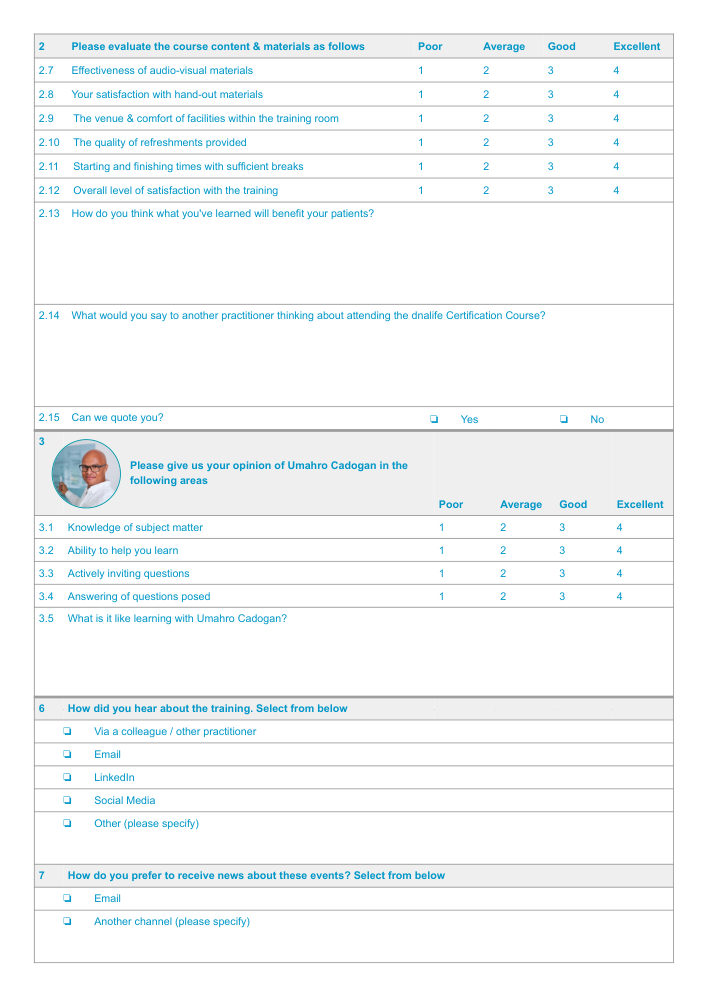 2 Please evaluate the course content & materials as follows Poor Average Good Excellent
2.7 Effectiveness of audio-visual materials 1 2 3 4
2.8 Your satisfaction with hand-out materials 1 2 3 4
2.9 The venue & comfort of facilities within the training room 1 2 3 4
2.10 The quality of refreshments provided 1 2 3 4
2.11 Starting and finishing times with sufficient breaks 1 2 3 4
2.12 Overall level of satisfaction with the training 1 2 3 4
2.13 How do you think what you've learned will benefit your patients?
2.14 What would you say to another practitioner thinking about attending the dnalife Certification Course?
2.15 Can we quote you? ❏ Yes ❏ No
3
Please give us your opinion of Umahro Cadogan in the
following areas
Poor Average Good Excellent
3.1 Knowledge of subject matter 1 2 3 4
3.2 Ability to help you learn 1 2 3 4
3.3 Actively inviting questions 1 2 3 4
3.4 Answering of questions posed 1 2 3 4
3.5 What is it like learning with Umahro Cadogan?
6 How did you hear about the training. Select from below
❏ Via a colleague / other practitioner
❏ Email
❏ LinkedIn
❏ Social Media
❏ Other (please specify)
7 How do you prefer to receive news about these events? Select from below
❏ Email
❏ Another channel (please specify)